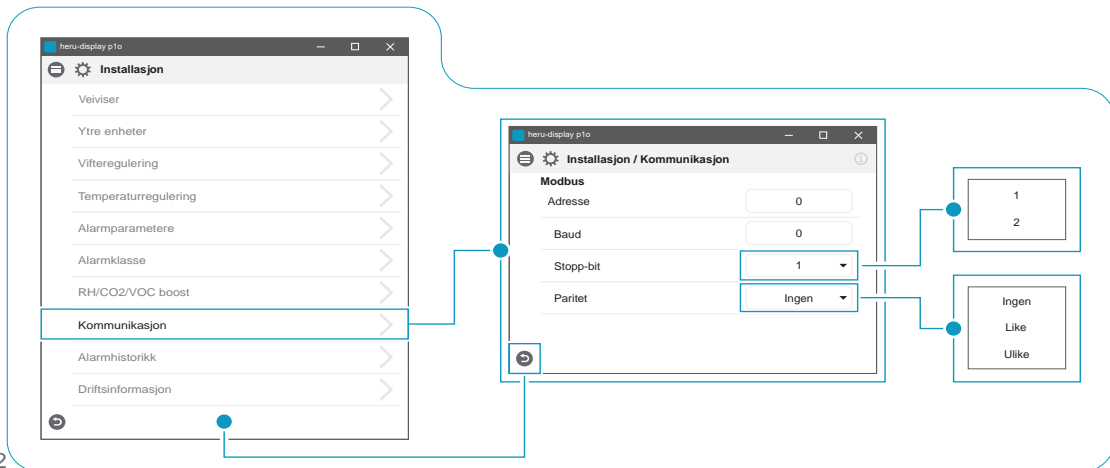 heru-display p1o
Installasjon
Veiviser
Ytre enheter
Vifteregulering
Temperaturregulering
Alarmparametere
Alarmklasse
RH/CO2/VOC boost
Kommunikasjon
Alarmhistorikk
Driftsinformasjon
heru-display p1o
Installasjon / Kommunikasjon
Modbus
Adresse 0
Baud 0
Stopp-bit 1
Paritet Ingen
1
2
Ingen
Like
Ulike
2